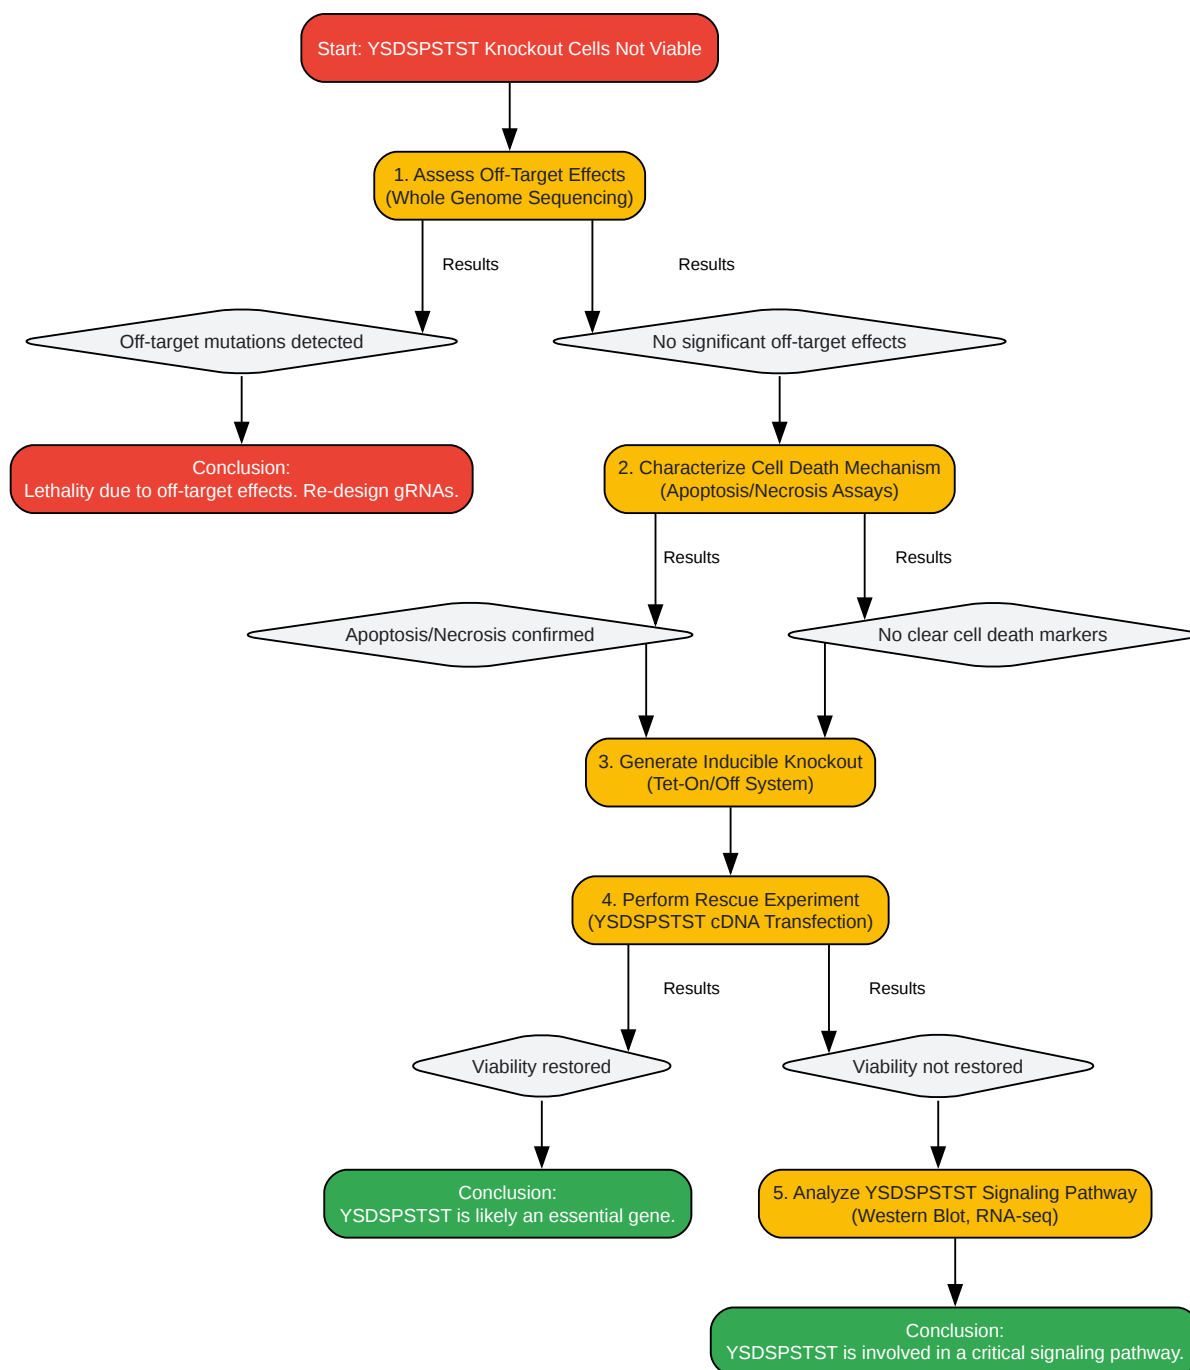 Start: YSDSPSTST Knockout Cells Not Viable
1. Assess Off-Target Effects
(Whole Genome Sequencing)
Results
Results
Off-target mutations detected
No significant off-target effects
Conclusion:
Lethality due to off-target effects. Re-design gRNAs.
2. Characterize Cell Death Mechanism
(Apoptosis/Necrosis Assays)
Results
Results
Apoptosis/Necrosis confirmed
No clear cell death markers
3. Generate Inducible Knockout
(Tet-On/Off System)
4. Perform Rescue Experiment
(YSDSPSTST cDNA Transfection)
Results
Results
Viability restored
Viability not restored
Conclusion:
YSDSPSTST is likely an essential gene.
5. Analyze YSDSPSTST Signaling Pathway
(Western Blot, RNA-seq)
Conclusion:
YSDSPSTST is involved in a critical signaling pathway.